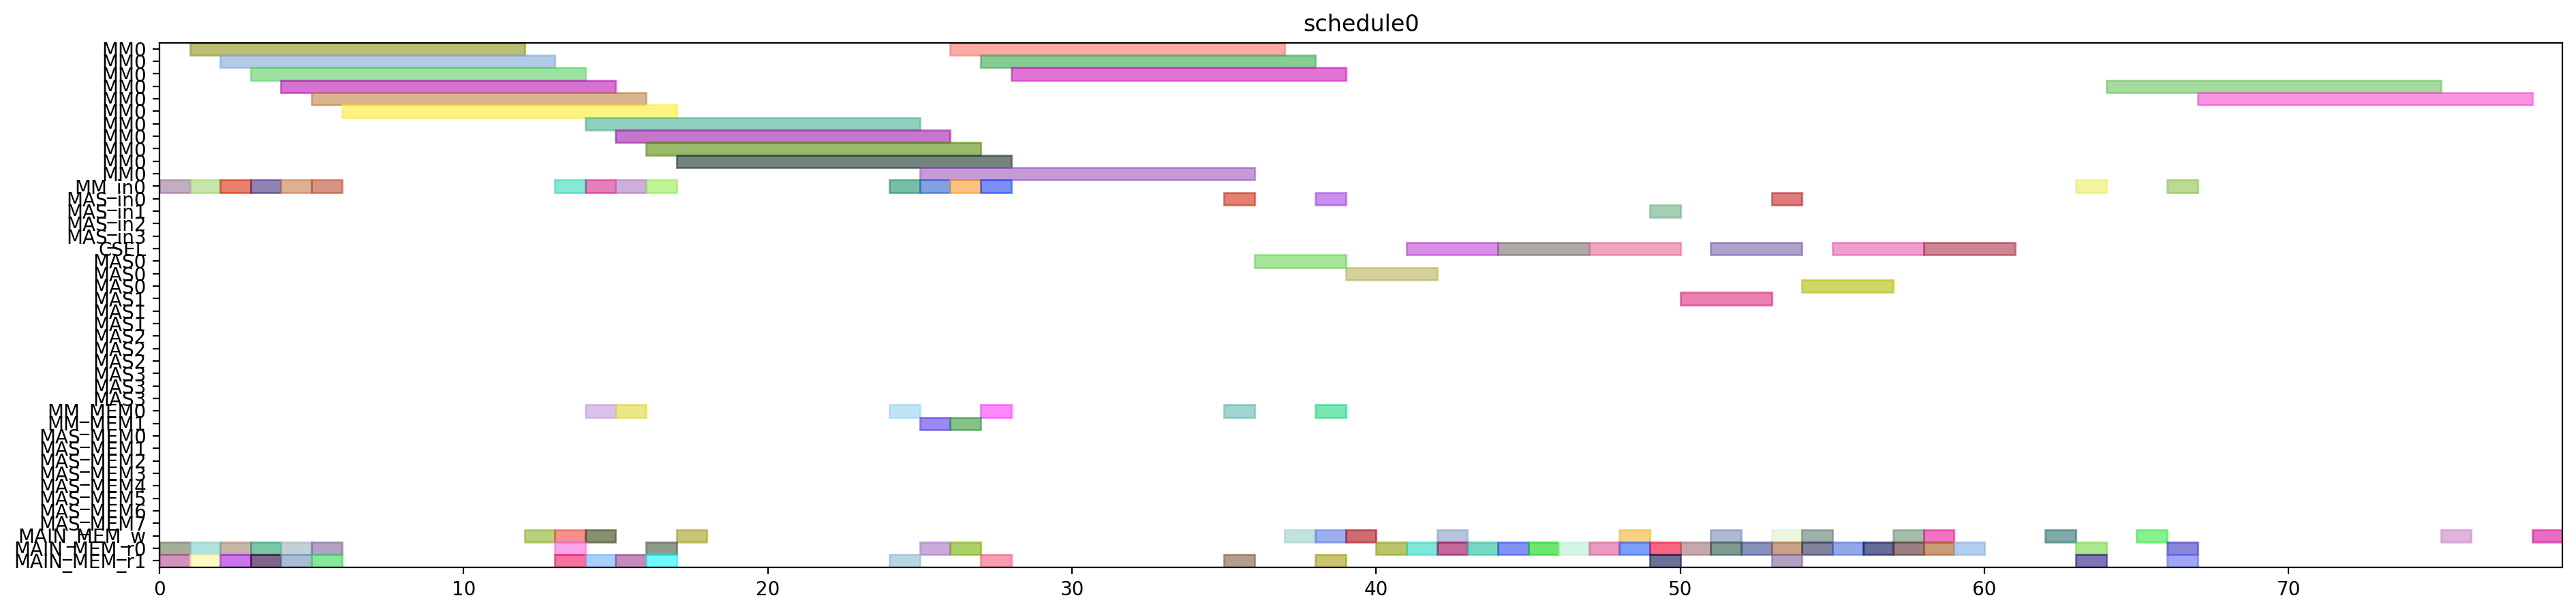 schedule0
MM0
MM0
MM0
MM0
MM0
MM0
MM0
MM0
MM0
MM0
MM0
MM_in0
MAS_in0
MAS_in1
MAS_in2
MAS_in3
CSEL
MAS0
MAS0
MAS0
MAS1
MAS1
MAS1
MAS2
MAS2
MAS2
MAS3
MAS3
MAS3
MM_MEM0
MM_MEM1
MAS_MEM0
MAS_MEM1
MAS_MEM2
MAS_MEM3
MAS_MEM4
MAS_MEM5
MAS_MEM6
MAS_MEM7
MAIN_MEM_w
MAIN_MEM_r0
MAIN_MEM_r1
0 10 20 30 40 50 60 70